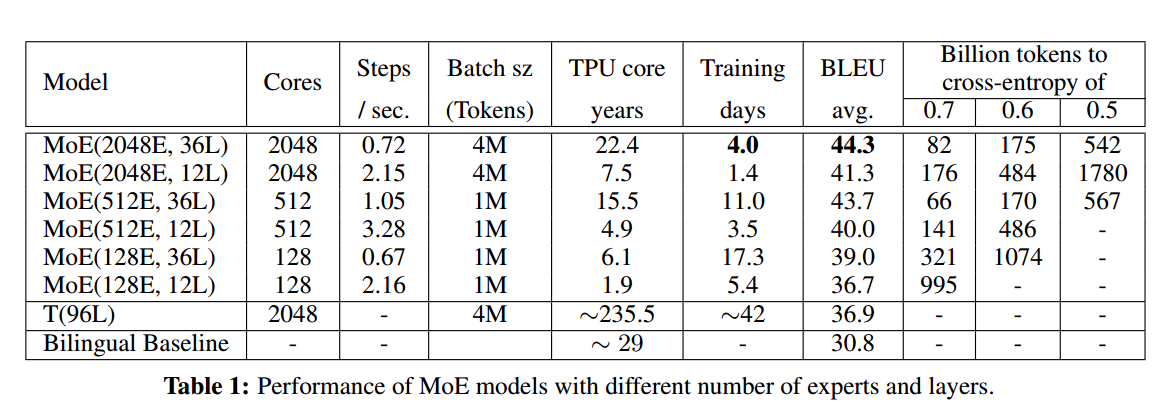 Model Cores Steps / sec. Batch sz (Tokens) TPU core years Training days BLEU avg. Billion tokens to cross-entropy of
0.7 0.6 0.5
MoE(2048E, 36L) 2048 0.72 4M 22.4 4.0 44.3 82 175 542
MoE(2048E, 12L) 2048 2.15 4M 7.5 1.4 41.3 176 484 1780
MoE(512E, 36L) 512 1.05 1M 15.5 11.0 43.7 66 170 567
MoE(512E, 12L) 512 3.28 1M 4.9 3.5 40.0 141 486 -
MoE(128E, 36L) 128 0.67 1M 6.1 17.3 39.0 321 1074 -
MoE(128E, 12L) 128 2.16 1M 1.9 5.4 36.7 995 - -
T(96L) 2048 - 4M ∼235.5 ∼42 36.9 - - -
Bilingual Baseline - - ∼ 29 - 30.8 - - -
Table 1: Performance of MoE models with different number of experts and layers.